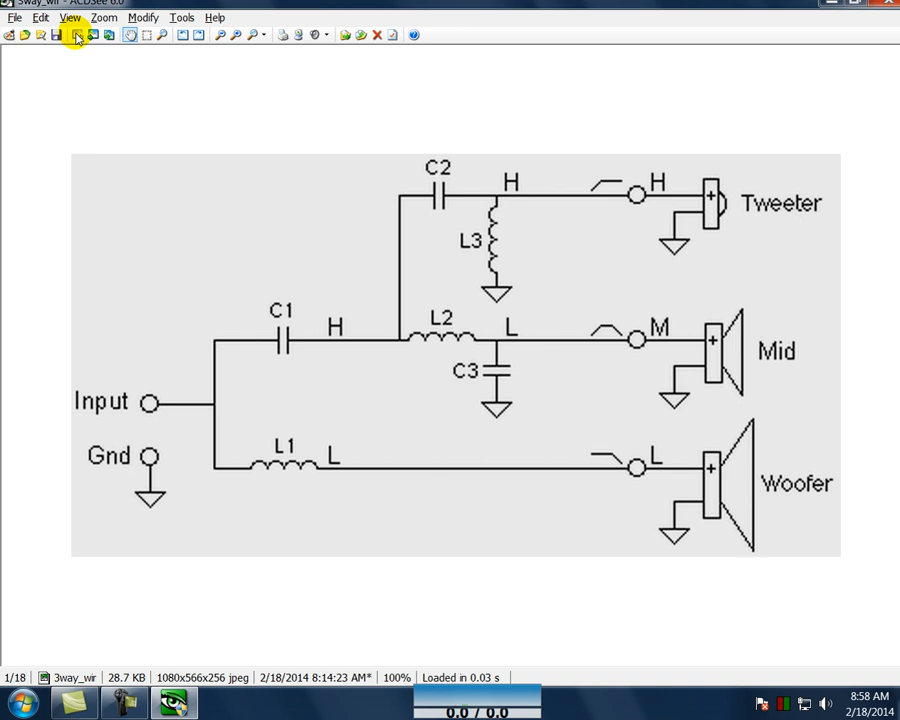 3way_wir - ACDSee 6.0
File Edit View Zoom Modify Tools Help
C2 H H Tweeter
L3
C1 H L2 L M Mid
C3
Input
Gnd L1 L L Woofer
1/18 3way_wir 28.7 KB 1080x566x256 jpeg 2/18/2014 8:14:23 AM* 100% Loaded in 0.03 s
0.0 / 0.0
8:58 AM
2/18/2014